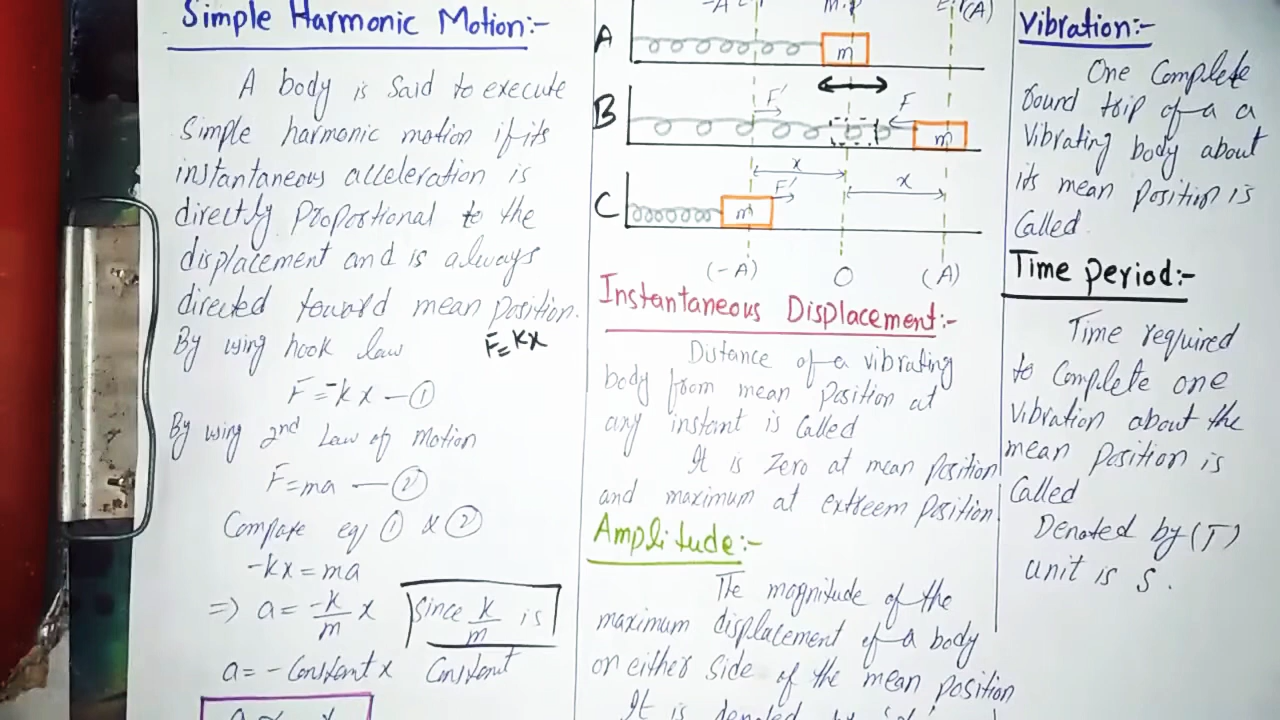 Simple Harmonic Motion:-
A body is said to execute
simple harmonic motion if its
instantaneous acceleration is
directly proportional to the
displacement and is always
directed toward mean position.
By using hook law F=kx
F=-kx —①
By using 2nd Law of motion
F=ma —②
Compare eq ① x ②
-kx=ma
⇒ a=-k/m x
Since k/m is
Constant
a=-Constant x
A
m
B
F'
F
m
x
x
C
F'
m
(-A) O (A)
Instantaneous Displacement:-
Distance of a vibrating
body from mean position at
any instant is called
It is zero at mean position
and maximum at extreem position.
Amplitude:-
The magnitude of the
maximum displacement of a body
on either side of the mean position
It is denoted by
Vibration:-
One Complete
round trip of a a
vibrating body about
its mean position is
Called.
Time period:-
Time required
to complete one
vibration about the
mean position is
Called
Denoted by (T)
unit is S.